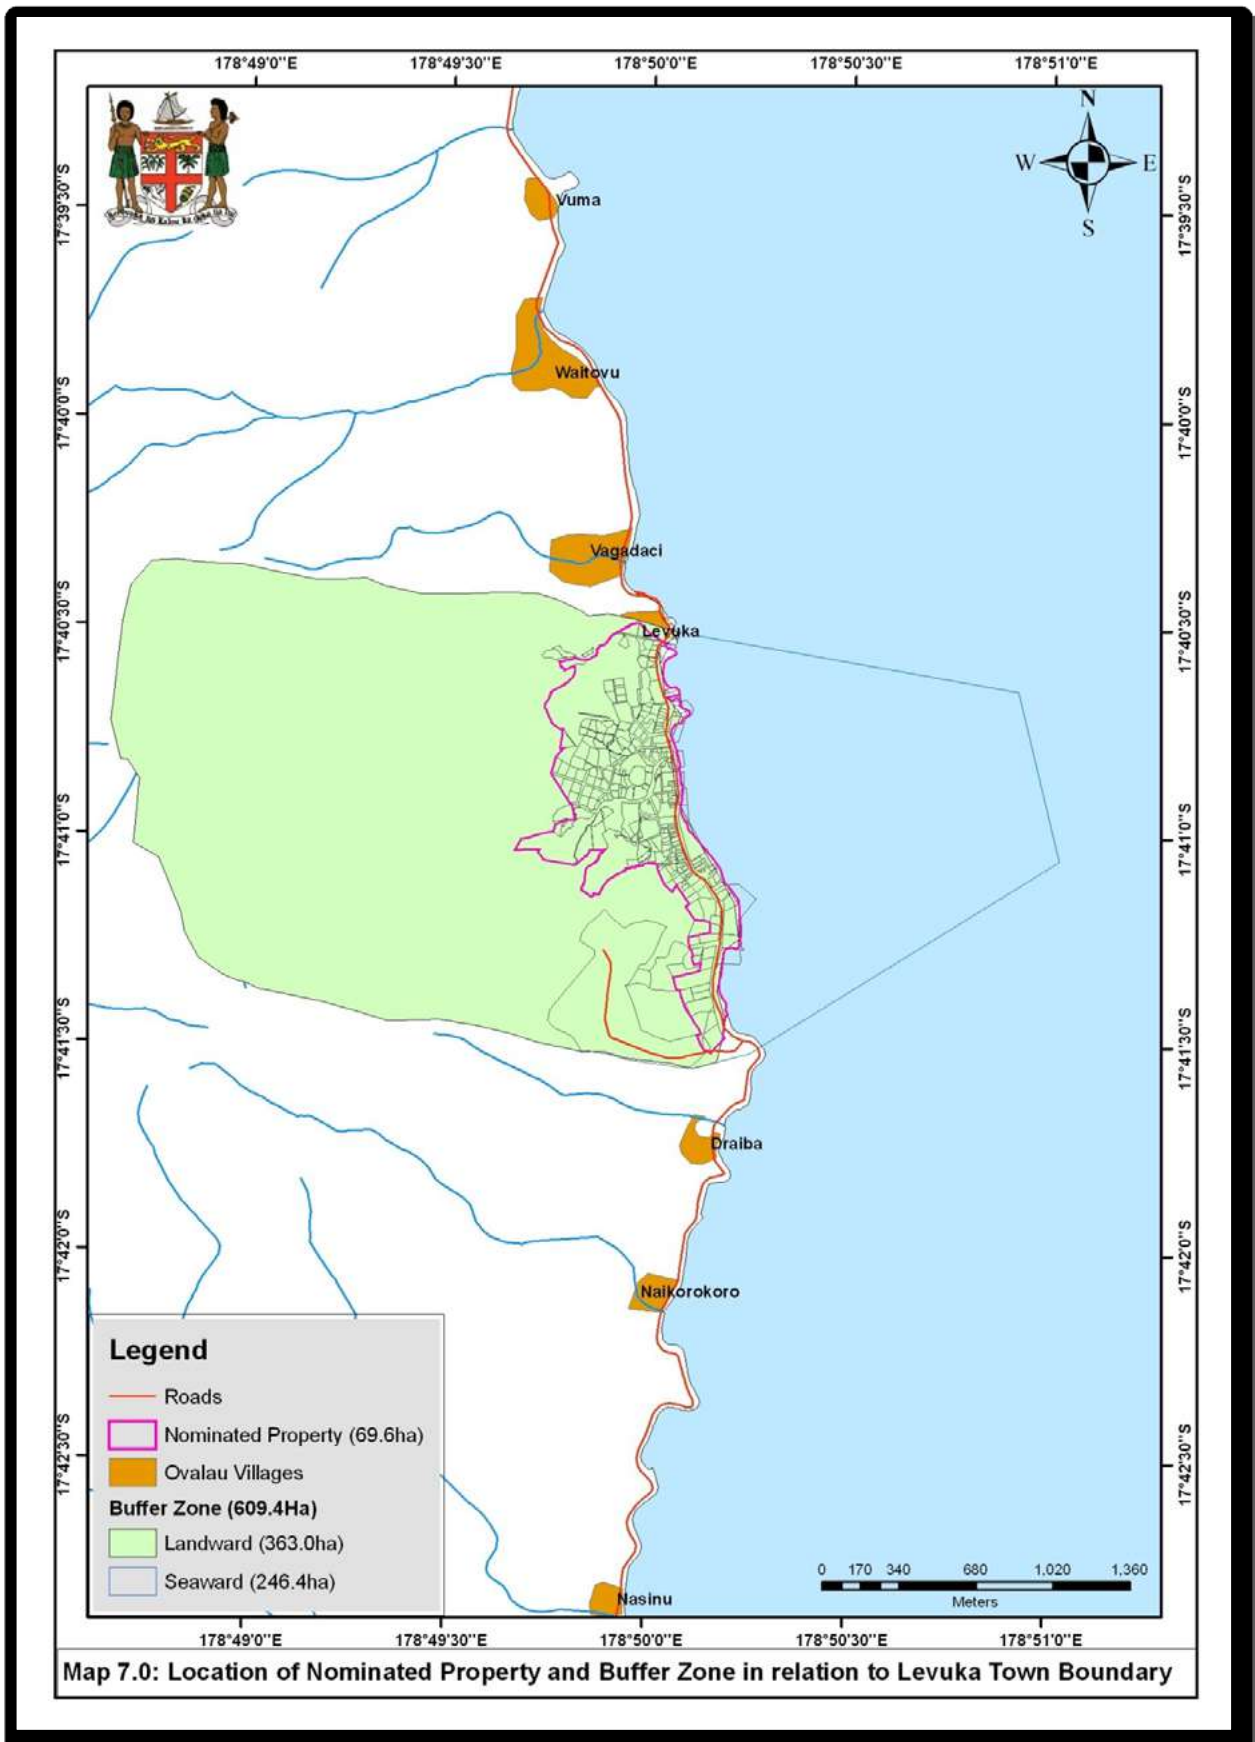 178°49'0"E 178°49'30"E 178°50'0"E 178°50'30"E 178°51'0"E
N
W E
S
17°39'30"S
17°40'0"S
17°40'30"S
17°41'0"S
17°41'30"S
17°42'0"S
17°42'30"S
17°39'30"S
17°40'0"S
17°40'30"S
17°41'0"S
17°41'30"S
17°42'0"S
17°42'30"S
Vuma
Waitovu
Vagadaci
Levuka
Draiba
Naikorokoro
Nasinu
Legend
Roads
Nominated Property (69.6ha)
Ovalau Villages
Buffer Zone (609.4Ha)
Landward (363.0ha)
Seaward (246.4ha)
0 170 340 680 1,020 1,360
Meters
178°49'0"E 178°49'30"E 178°50'0"E 178°50'30"E 178°51'0"E
Map 7.0: Location of Nominated Property and Buffer Zone in relation to Levuka Town Boundary